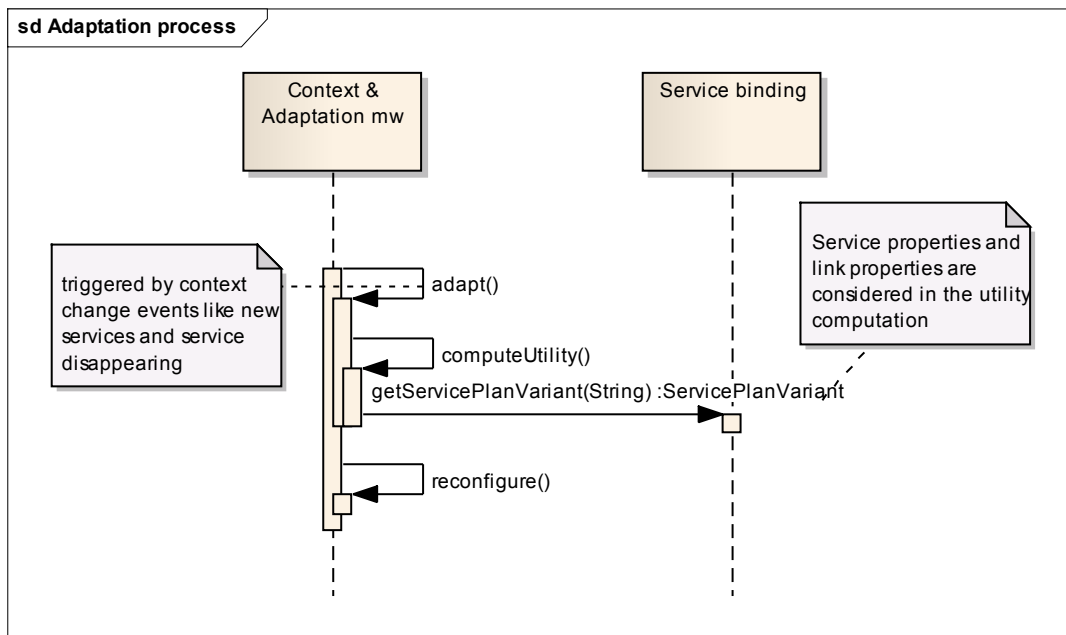 sd Adaptation process
Context &
Adaptation mw
Service binding
Service properties and
link properties are
considered in the utility
computation
triggered by context
change events like new
services and service
disappearing
adapt()
computeUtility()
getServicePlanVariant(String) :ServicePlanVariant
reconfigure()